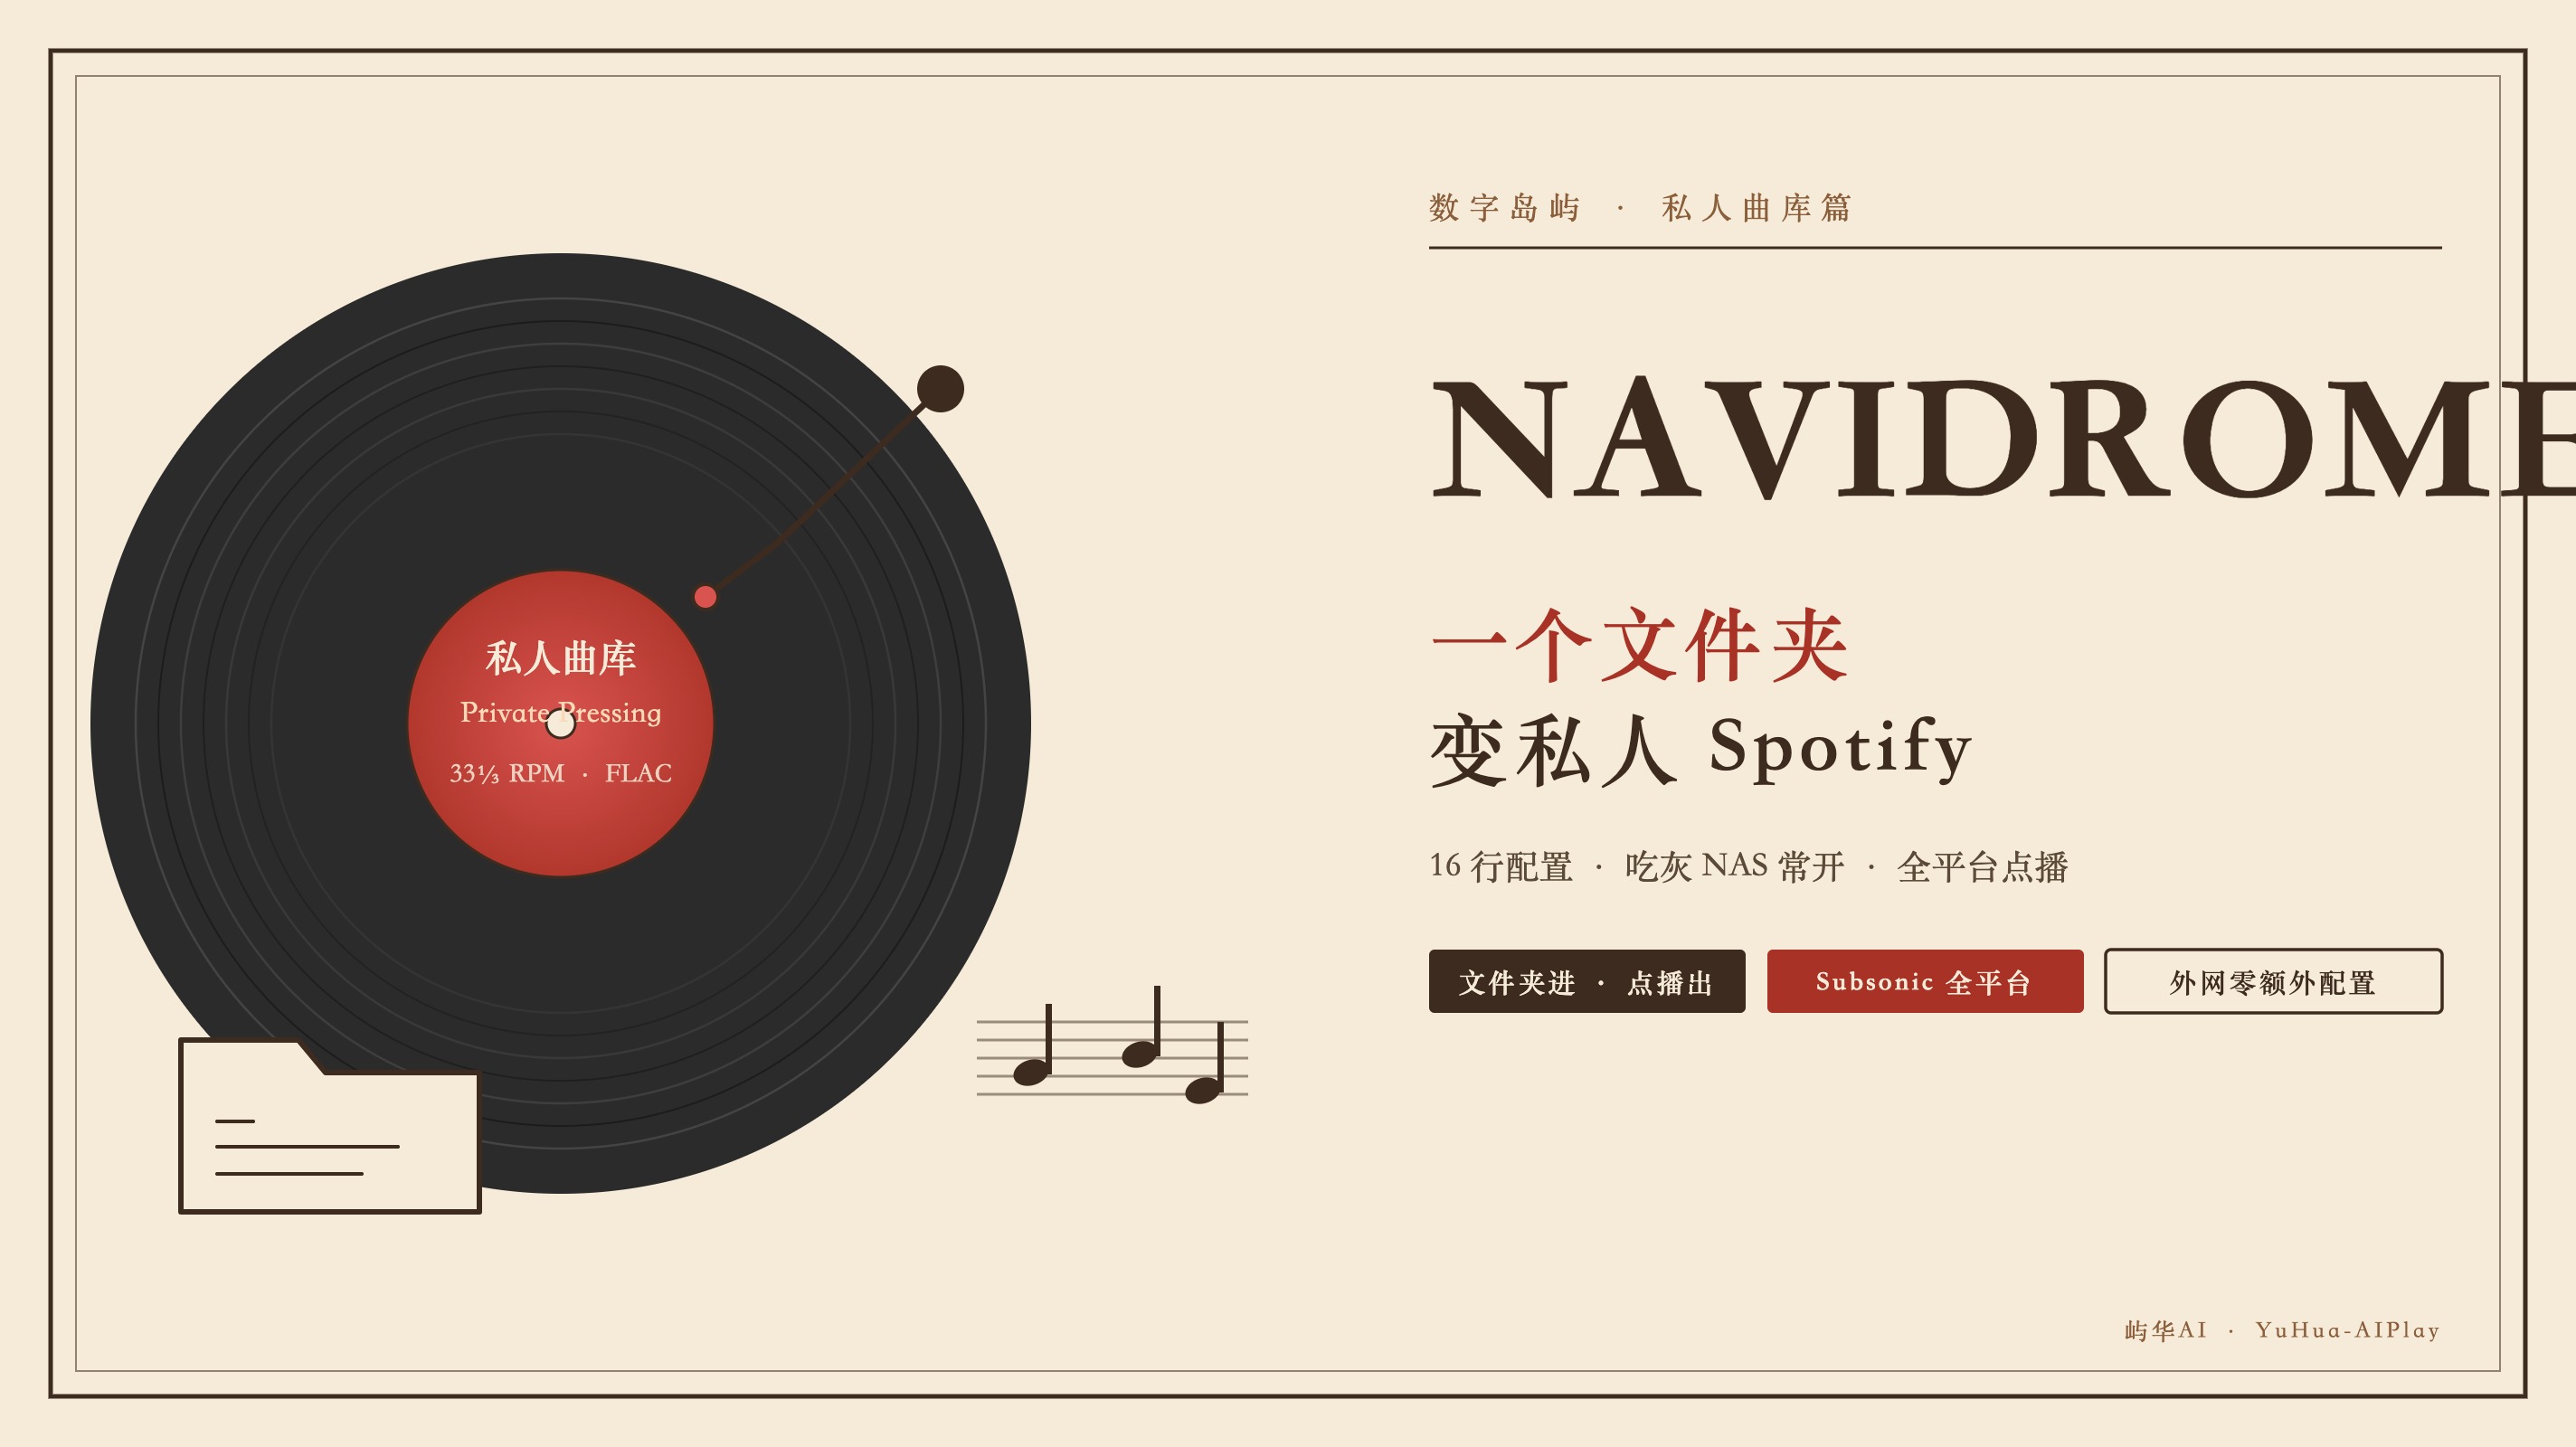 数字岛屿 · 私人曲库篇
NAVIDROME
一个文件夹
变私人 Spotify
16 行配置 · 吃灰 NAS 常开 · 全平台点播
文件夹进 · 点播出
Subsonic 全平台
外网零额外配置
私人曲库
Private Pressing
33⅓ RPM · FLAC
屿华AI · YuHua-AIPlay